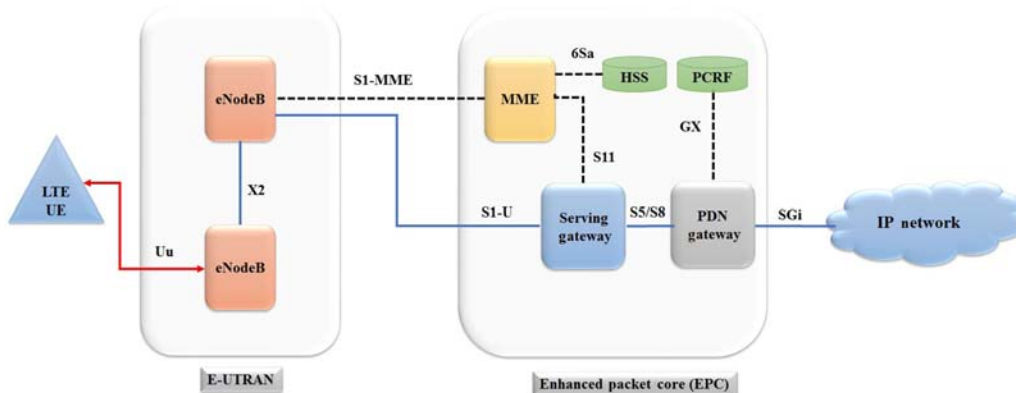 6Sa
HSS
PCRF
eNodeB
S1-MME
MME
GX
S11
LTE
UE
X2
S1-U
Serving
gateway
S5/S8
PDN
gateway
SGi
IP network
Uu
eNodeB
E-UTRAN
Enhanced packet core (EPC)